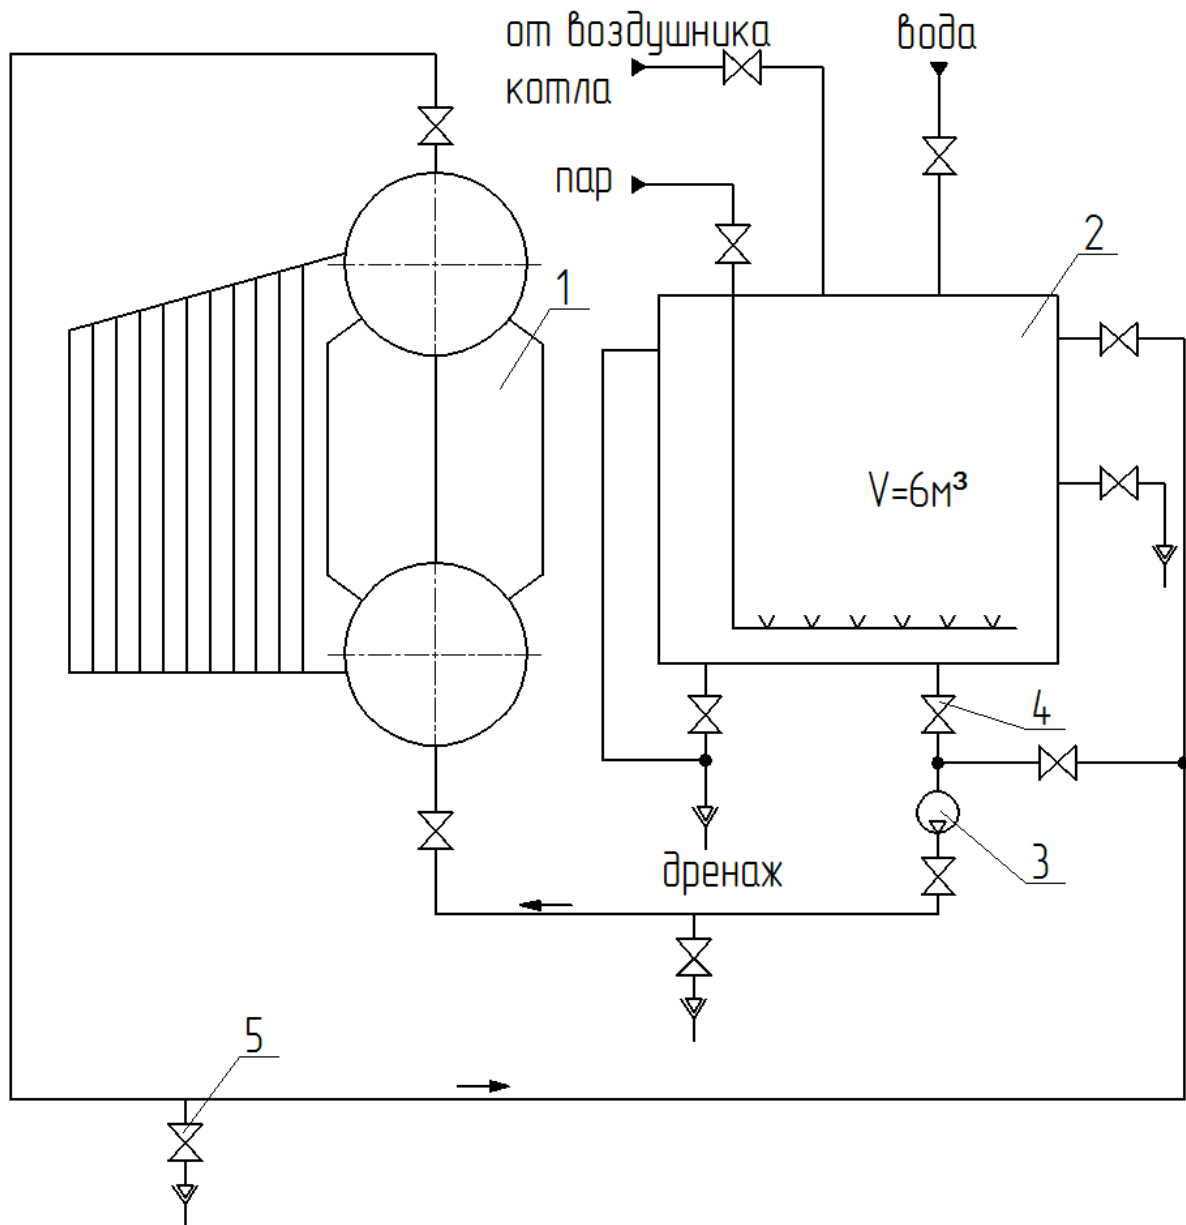 от воздушника
котла
вода
пар
1
2
V=6м³
4
3
дренаж
5